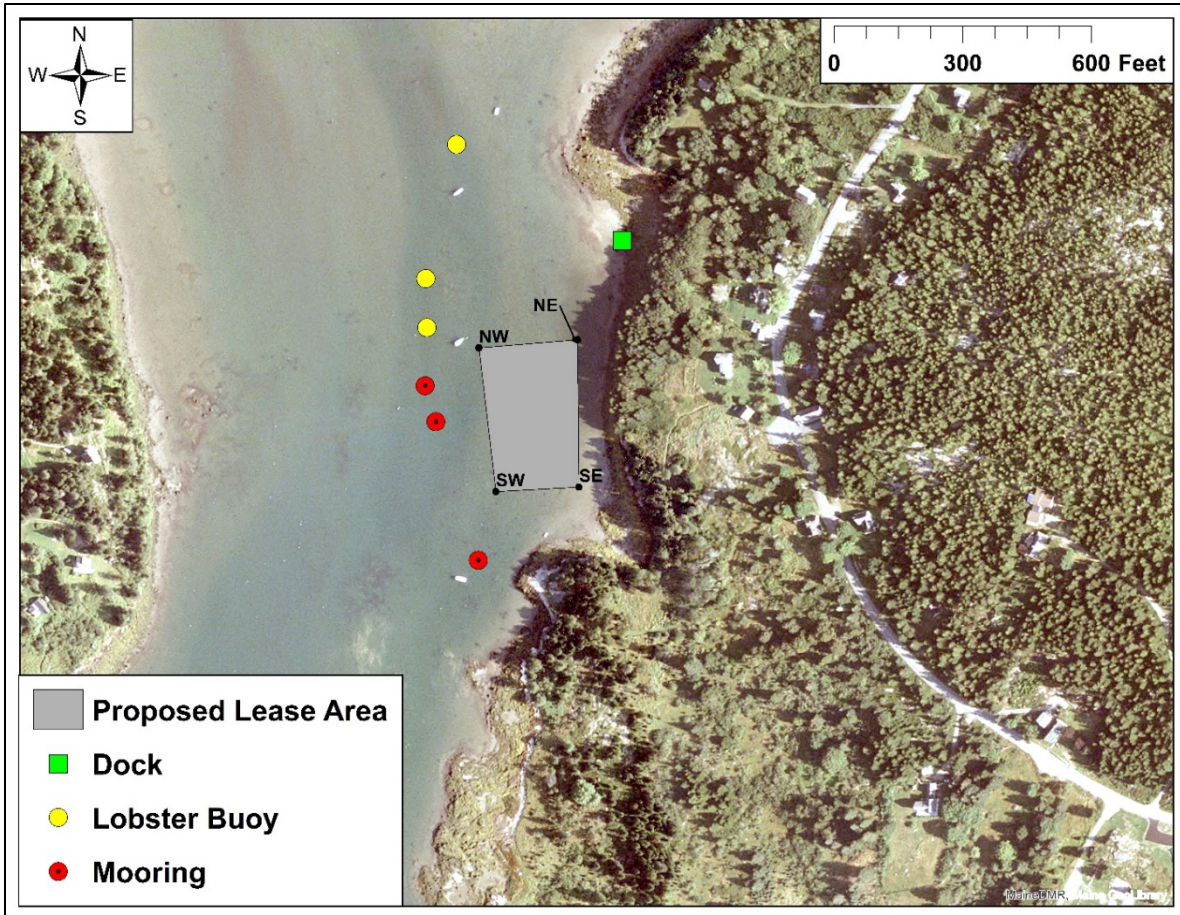 N
W E
S
0 300 600 Feet
NE
NW
SW
SE
Proposed Lease Area
Dock
Lobster Buoy
Mooring
MaineDMR, Maine GeoLibrary